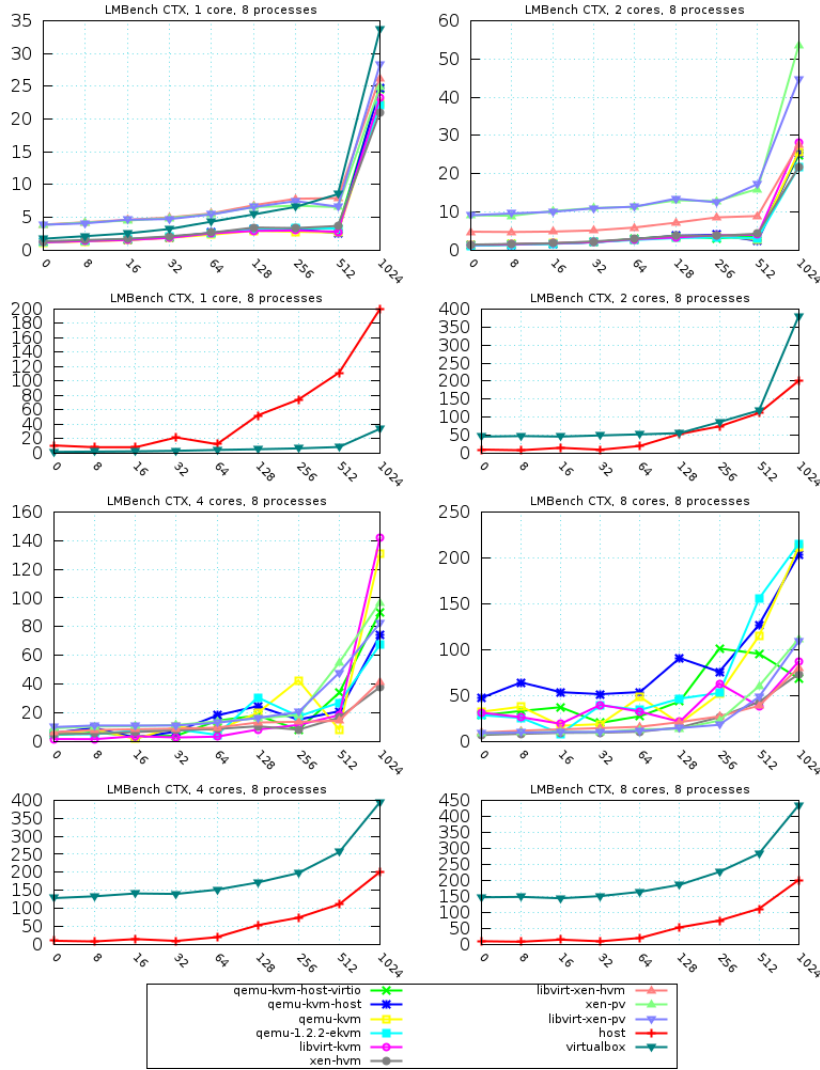 LMBench CTX, 1 core, 8 processes
35
30
25
20
15
10
5
0
0 8 16 32 64 128 256 512 1024
LMBench CTX, 2 cores, 8 processes
60
50
40
30
20
10
0
0 8 16 32 64 128 256 512 1024
LMBench CTX, 1 core, 8 processes
200
180
160
140
120
100
80
60
40
20
0
0 8 16 32 64 128 256 512 1024
LMBench CTX, 2 cores, 8 processes
400
350
300
250
200
150
100
50
0
0 8 16 32 64 128 256 512 1024
LMBench CTX, 4 cores, 8 processes
160
140
120
100
80
60
40
20
0
0 8 16 32 64 128 256 512 1024
LMBench CTX, 8 cores, 8 processes
250
200
150
100
50
0
0 8 16 32 64 128 256 512 1024
LMBench CTX, 4 cores, 8 processes
400
350
300
250
200
150
100
50
0
0 8 16 32 64 128 256 512 1024
LMBench CTX, 8 cores, 8 processes
450
400
350
300
250
200
150
100
50
0
0 8 16 32 64 128 256 512 1024
qemu-kvm-host-virtio
qemu-kvm-host
qemu-kvm
qemu-1.2.2-ekvm
libvirt-kvm
xen-hvm
libvirt-xen-hvm
xen-pv
libvirt-xen-pv
host
virtualbox